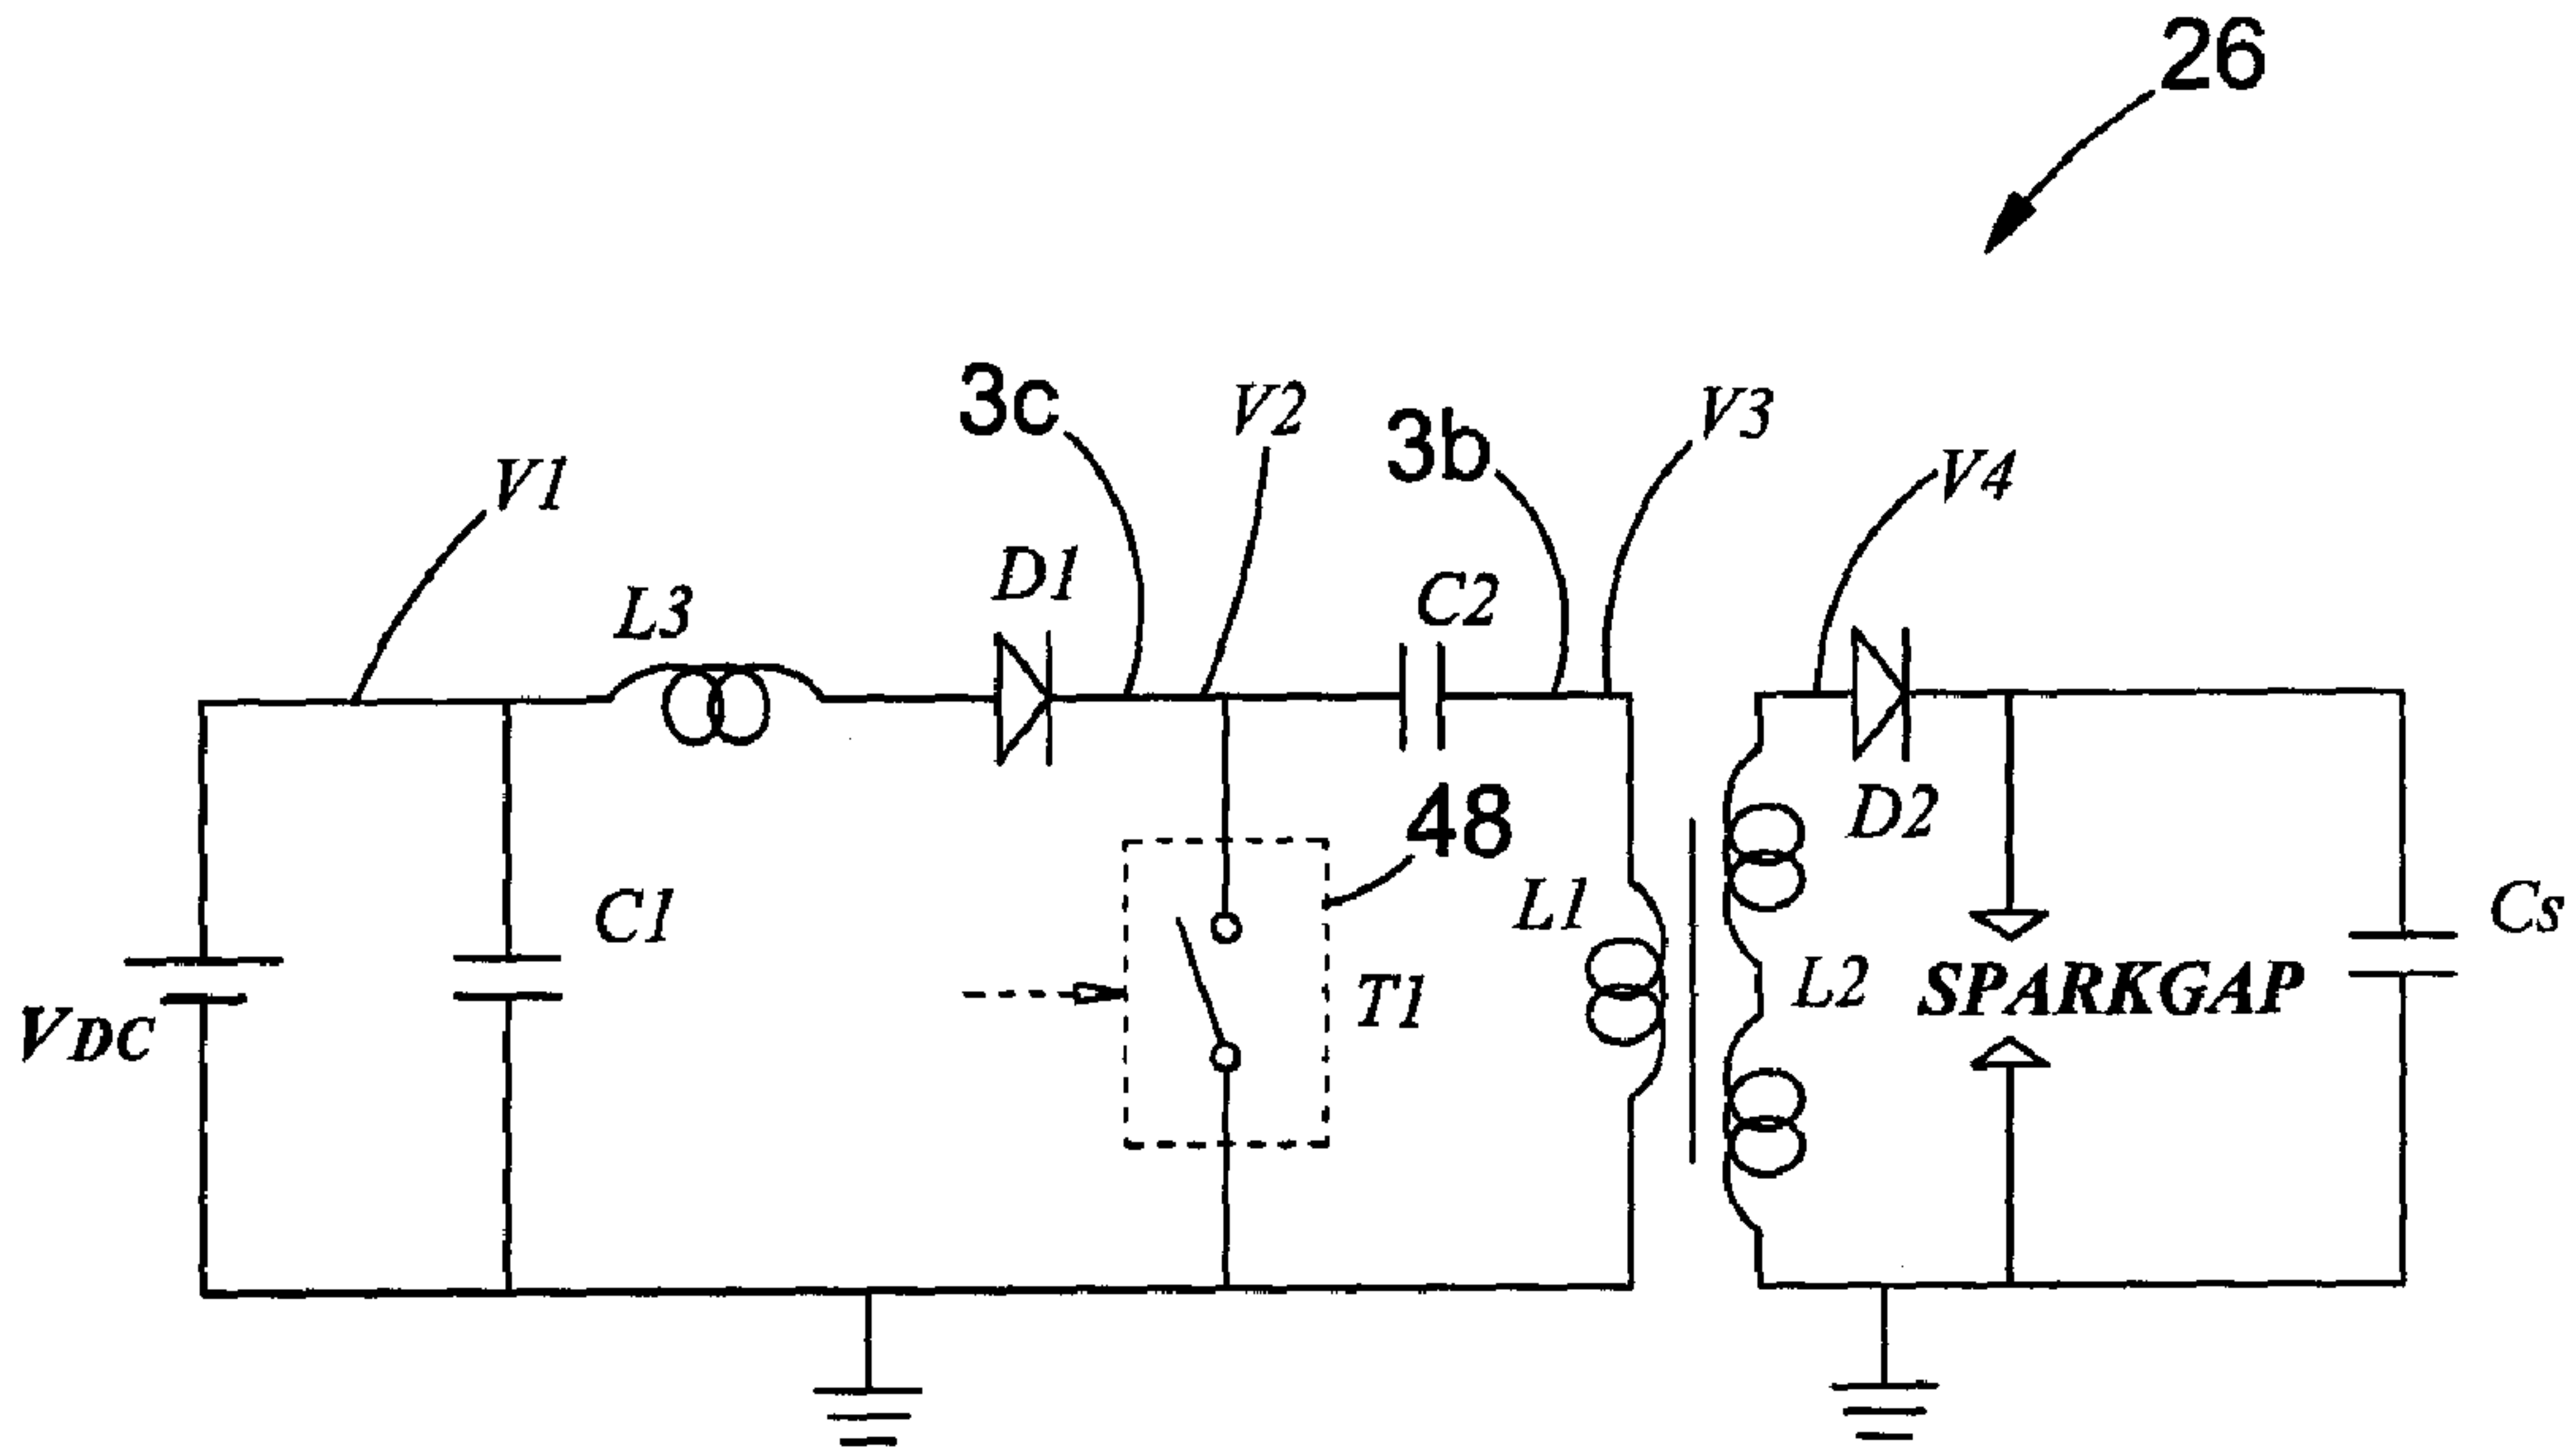 26
3c
V2
3b
V3
V4
V1
D1
L3
C2
48
D2
C1
L1
Cs
T1
L2
SPARKGAP
VDC